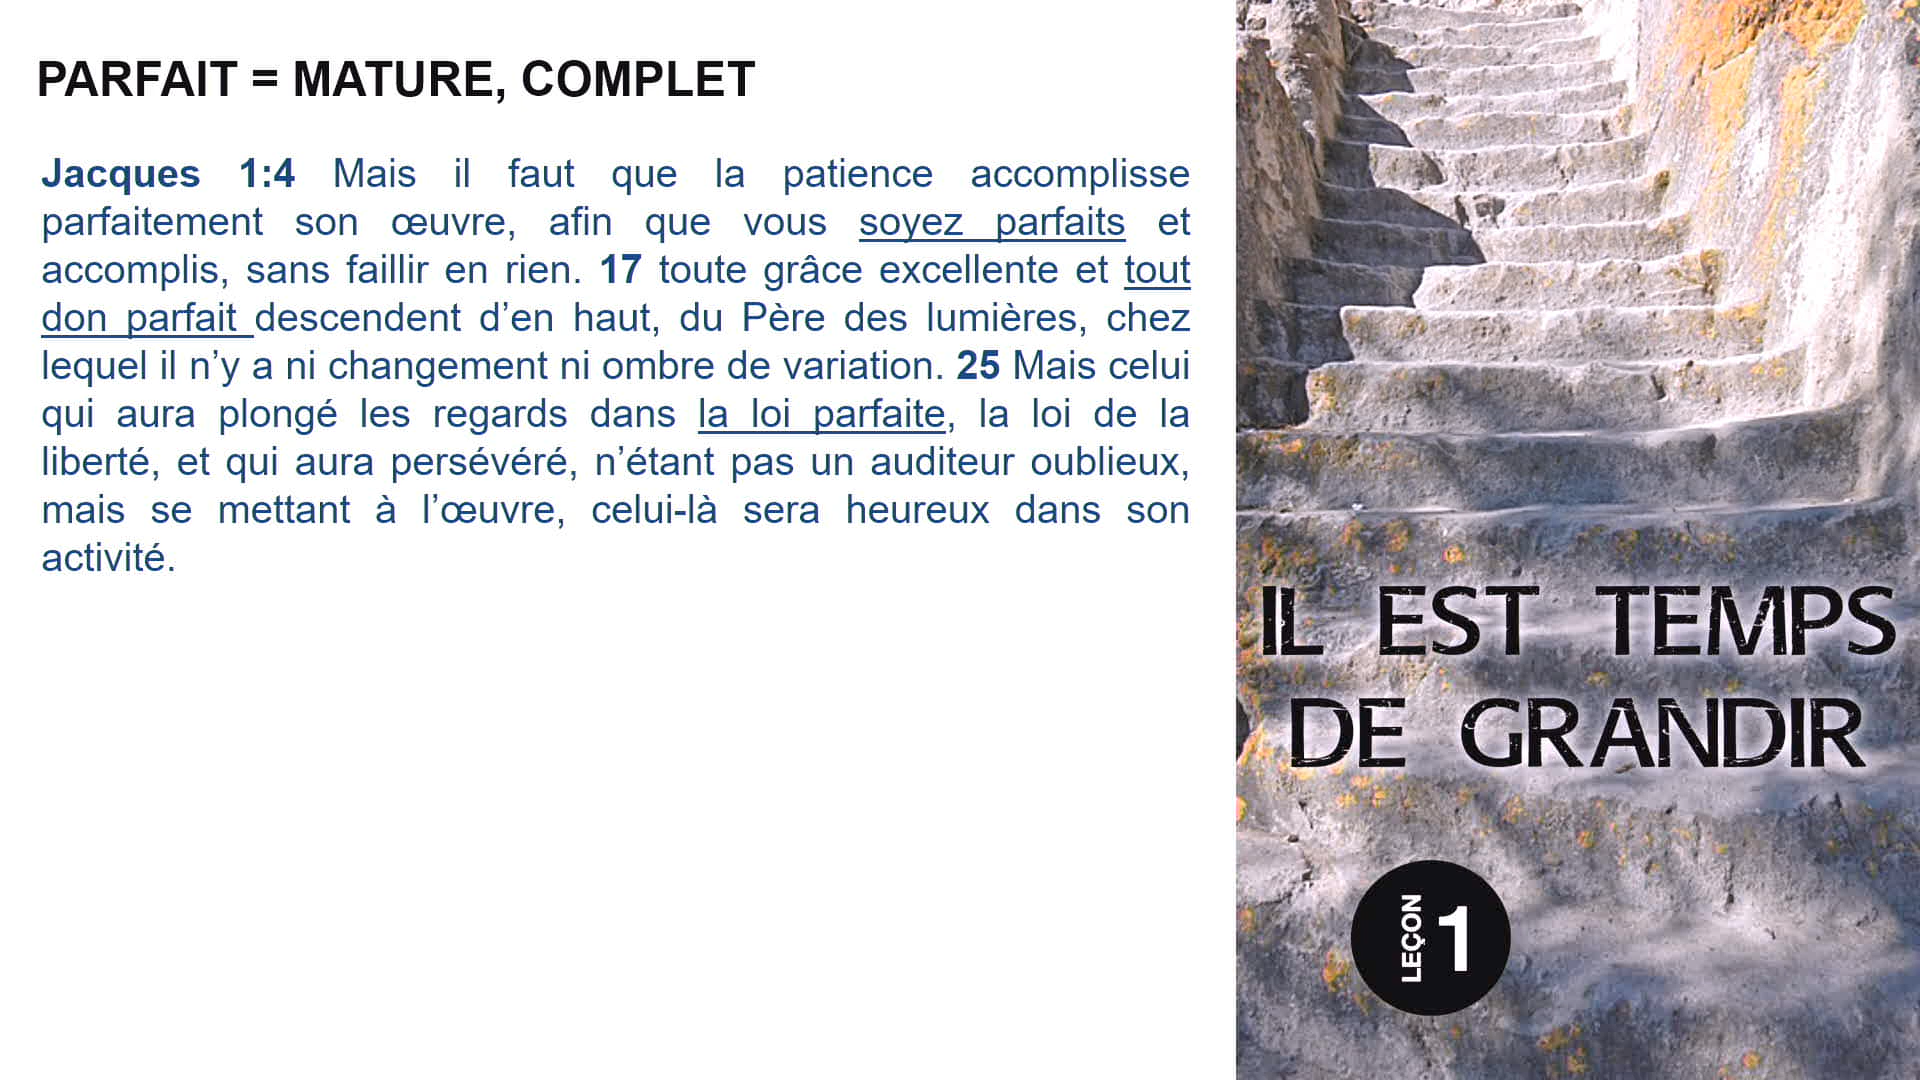 PARFAIT = MATURE, COMPLET
Jacques 1:4 Mais il faut que la patience accomplisse
parfaitement son œuvre, afin que vous soyez parfaits et
accomplis, sans faillir en rien. 17 toute grâce excellente et tout
don parfait descendent d’en haut, du Père des lumières, chez
lequel il n’y a ni changement ni ombre de variation. 25 Mais celui
qui aura plongé les regards dans la loi parfaite, la loi de la
liberté, et qui aura persévéré, n’étant pas un auditeur oublieux,
mais se mettant à l’œuvre, celui-là sera heureux dans son
activité.
IL EST TEMPS
DE GRANDIR
LEÇON 1